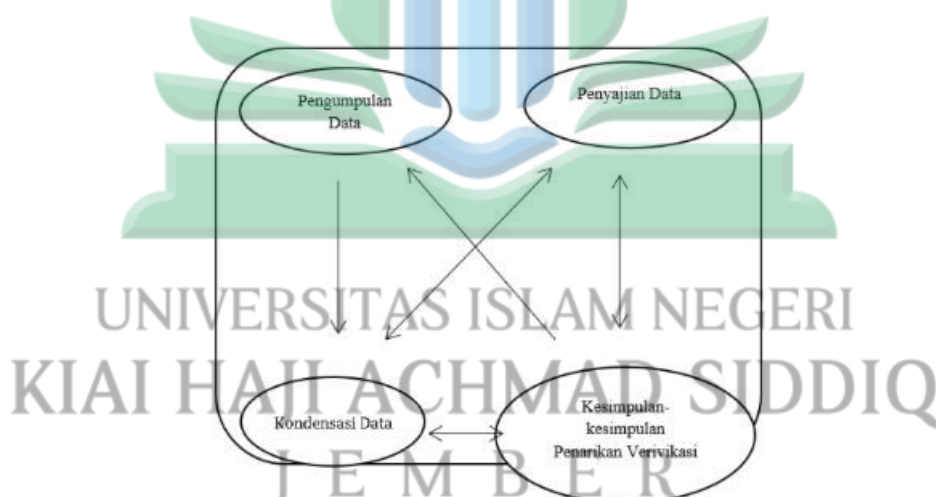 Pengumpulan
Data
Penyajian Data
UNIVERSITAS ISLAM NEGERI
KIAI HAJI ACHMAD SIDDIQ
Kondensasi Data
Kesimpulan-
kesimpulan
Penarikan Verivikasi
JEMBER